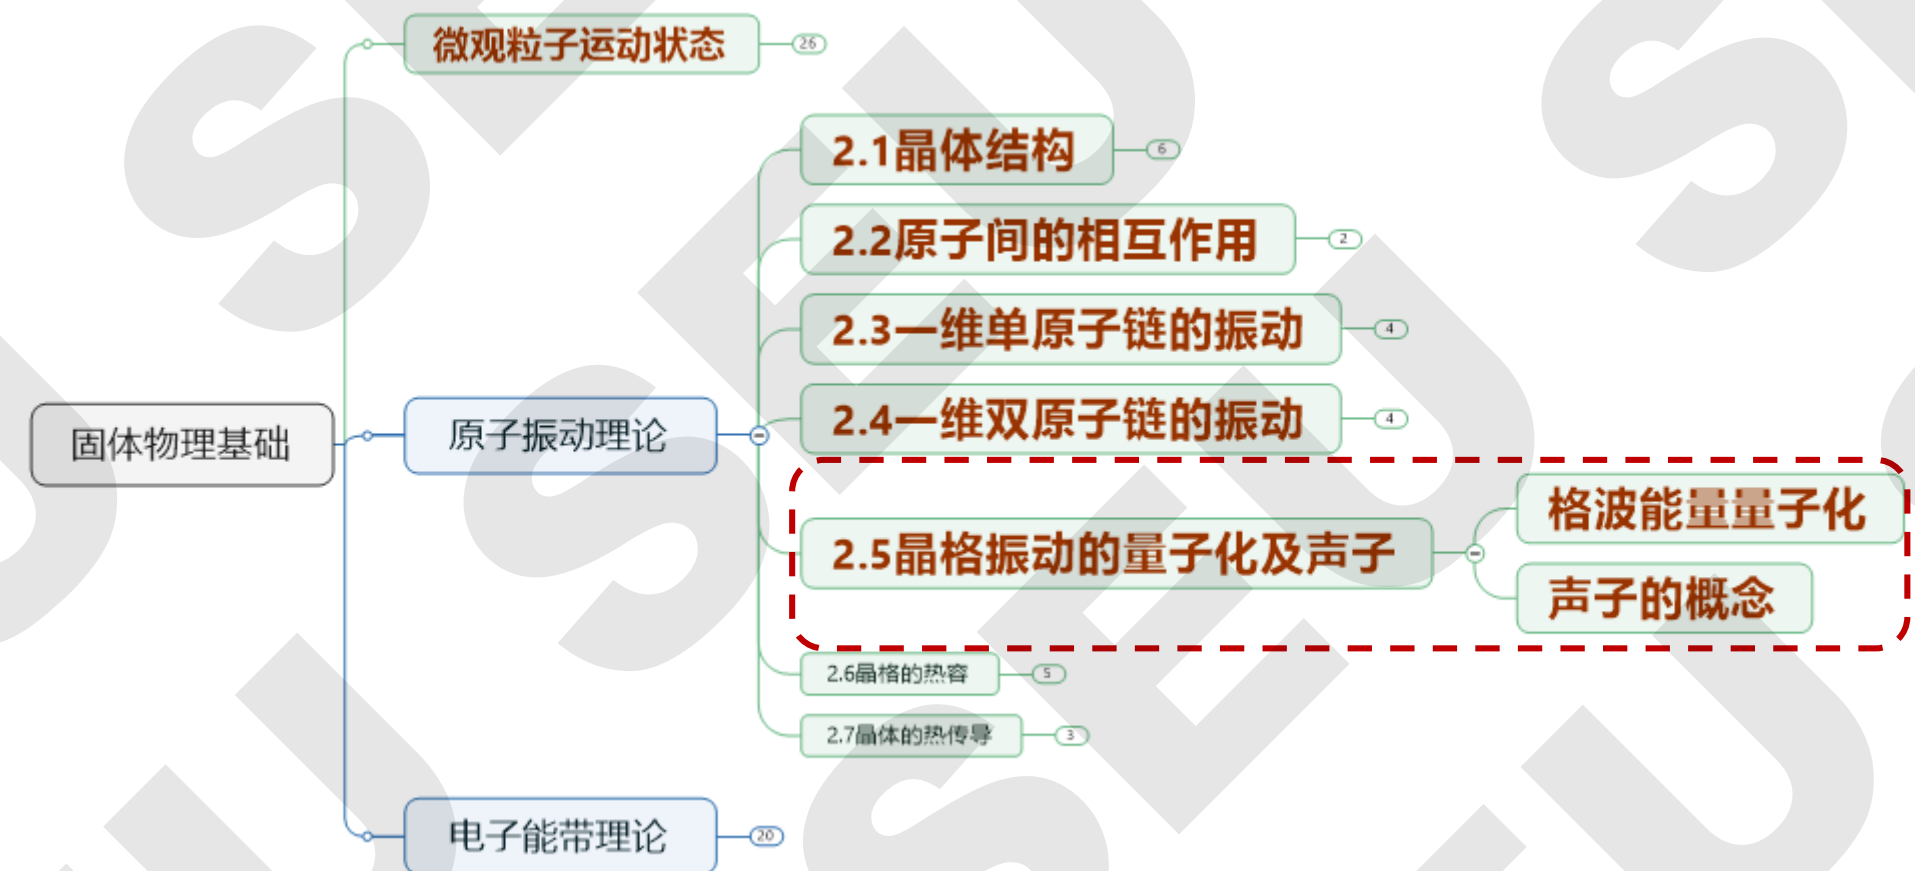 微观粒子运动状态
26
2.1晶体结构
6
2.2原子间的相互作用
2
2.3一维单原子链的振动
4
固体物理基础
原子振动理论
2.4一维双原子链的振动
4
2.5晶格振动的量子化及声子
格波能量量子化
声子的概念
2.6晶格的热容
5
2.7晶体的热传导
3
电子能带理论
20
SEU
SEU
SEU